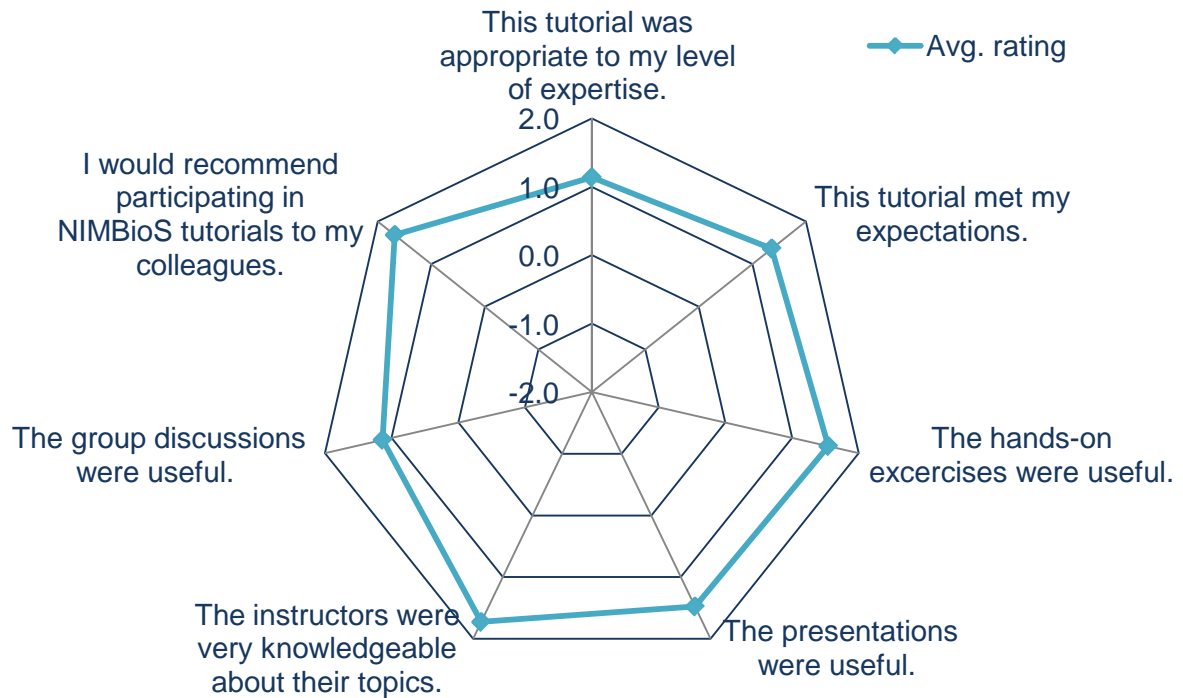 This tutorial was
appropriate to my level
of expertise.
Avg. rating
2.0
1.0
0.0
-1.0
-2.0
This tutorial met my
expectations.
The hands-on
excercises were useful.
The presentations
were useful.
The instructors were
very knowledgeable
about their topics.
The group discussions
were useful.
I would recommend
participating in
NIMBioS tutorials to my
colleagues.